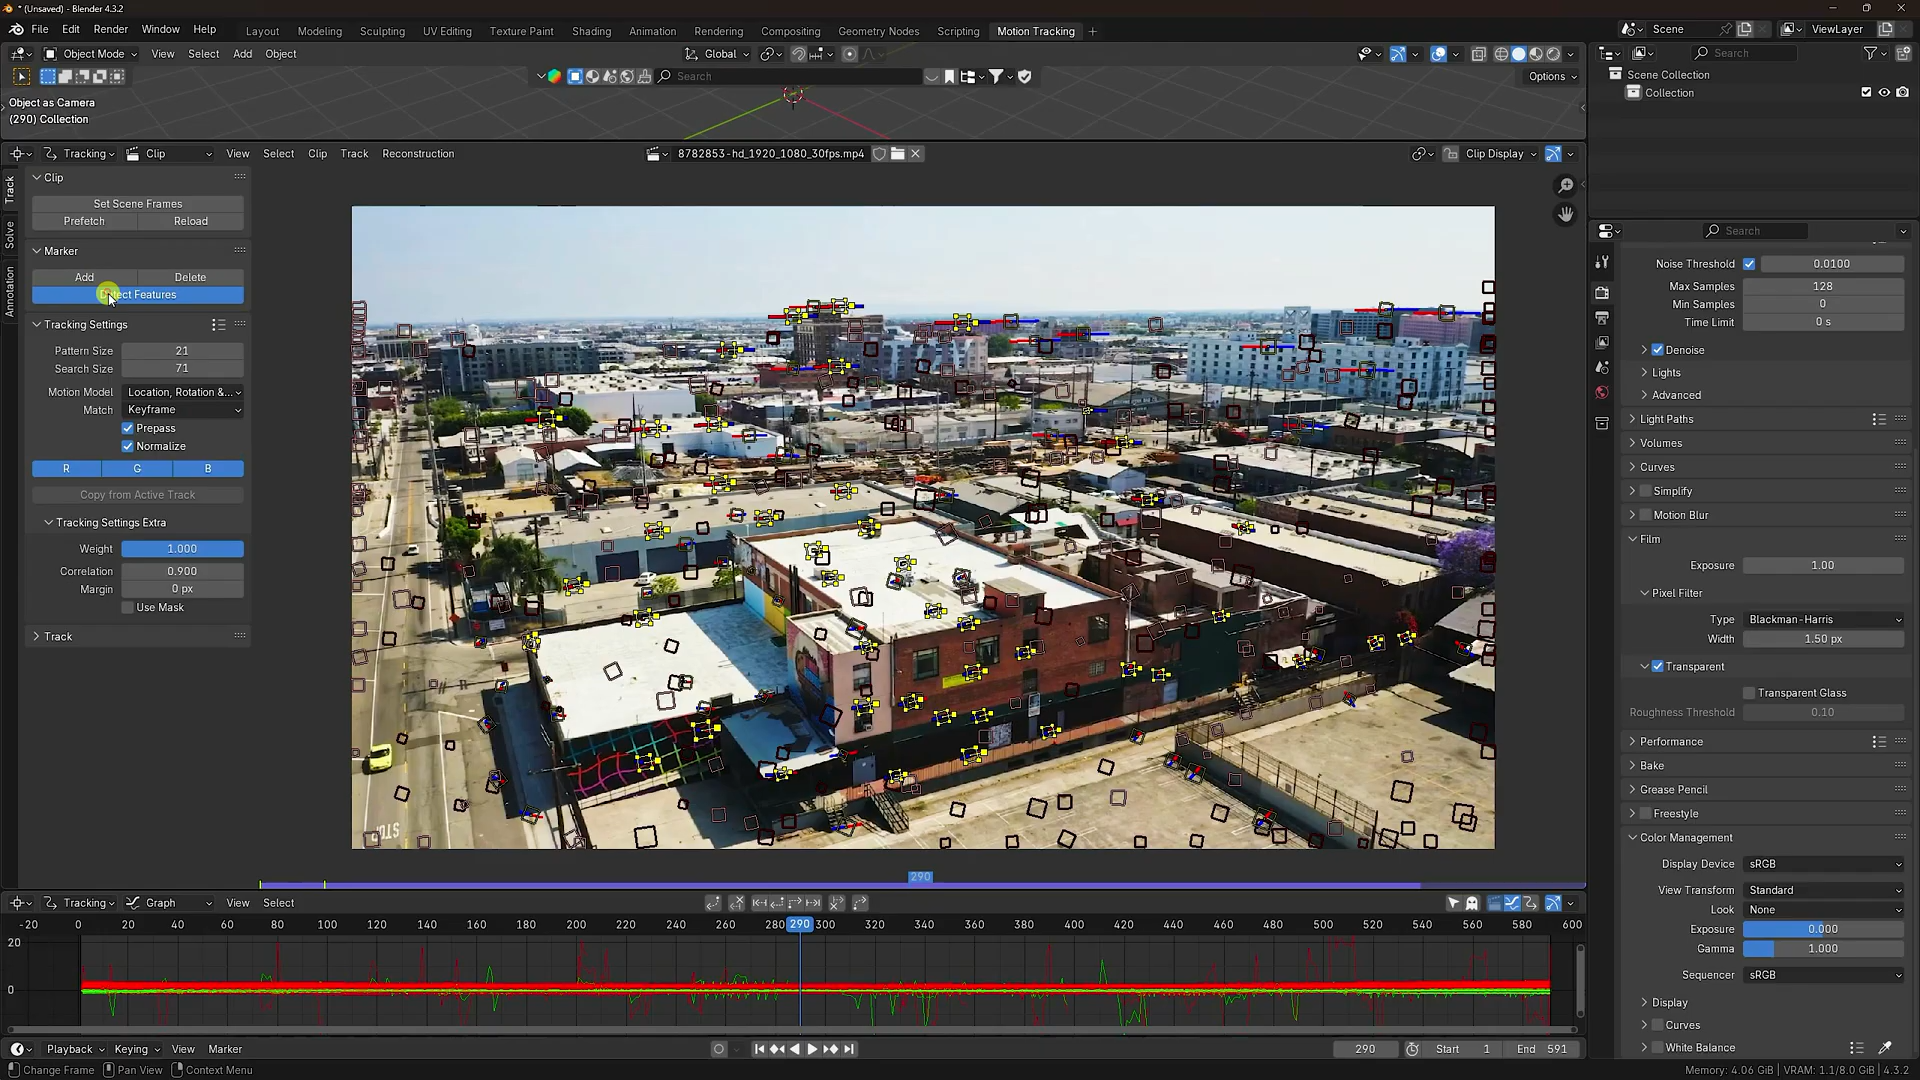 * (Unsaved) - Blender 4.3.2
File Edit Render Window Help
Layout Modeling Sculpting UV Editing Texture Paint Shading Animation Rendering Compositing Geometry Nodes Scripting Motion Tracking +
Scene ViewLayer
Object Mode View Select Add Object
Global
Search
Options
Object as Camera
(290) Collection
Search
Scene Collection
Collection
Tracking Clip View Select Clip Track Reconstruction
8782853-hd_1920_1080_30fps.mp4
Clip Display
Track
Solve
Annotation
Clip
Set Scene Frames
Prefetch Reload
Marker
Add Delete
Detect Features
Tracking Settings
Pattern Size 21
Search Size 71
Motion Model Location, Rotation &...
Match Keyframe
Prepass
Normalize
R G B
Copy from Active Track
Tracking Settings Extra
Weight 1.000
Correlation 0.900
Margin 0 px
Use Mask
Track
STOP
Search
Noise Threshold 0.0100
Max Samples 128
Min Samples 0
Time Limit 0 s
Denoise
Lights
Advanced
Light Paths
Volumes
Curves
Simplify
Motion Blur
Film
Exposure 1.00
Pixel Filter
Type Blackman-Harris
Width 1.50 px
Transparent
Transparent Glass
Roughness Threshold 0.10
Performance
Bake
Grease Pencil
Freestyle
Color Management
Display Device sRGB
View Transform Standard
Look None
Exposure 0.000
Gamma 1.000
Sequencer sRGB
Display
Curves
White Balance
290
Tracking Graph View Select
-20 0 20 40 60 80 100 120 140 160 180 200 220 240 260 280 290 300 320 340 360 380 400 420 440 460 480 500 520 540 560 580 600
20
0
Playback Keying View Marker
290 Start 1 End 591
Change Frame Pan View Context Menu
Memory: 4.06 GiB | VRAM: 1.1/8.0 GiB | 4.3.2